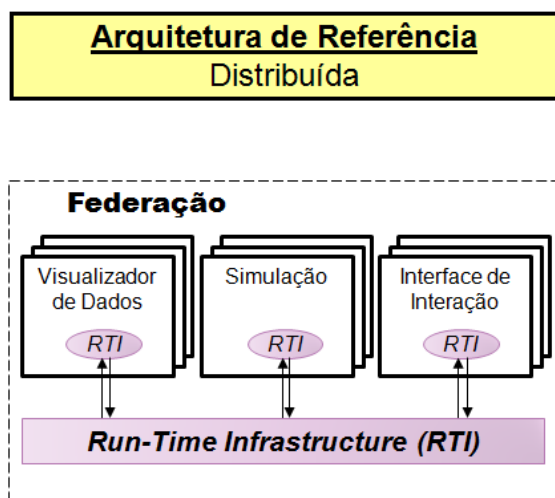 Arquitetura de Referência
Distribuída
Federação
Visualizador
de Dados
RTI
Simulação
RTI
Interface de
Interação
RTI
Run-Time Infrastructure (RTI)